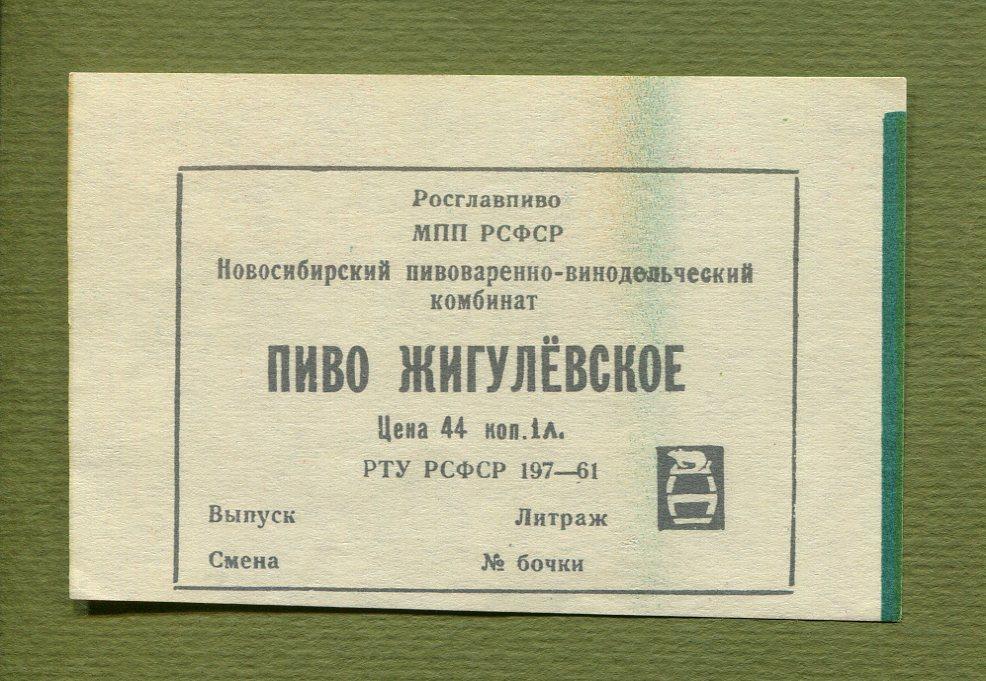 Росглавпиво
МПП РСФСР
Новосибирский пивоваренно-винодельческий
комбинат
ПИВО ЖИГУЛЁВСКОЕ
Цена 44 коп.1л.
РТУ РСФСР 197—61
Выпуск Литраж
Смена № бочки